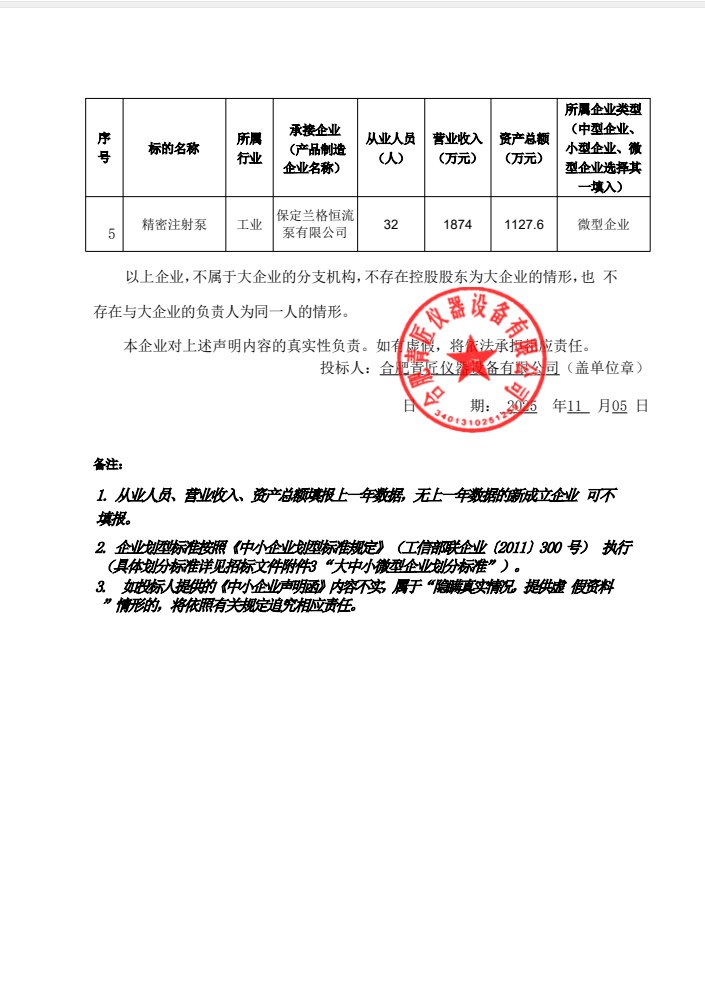 序号 标的名称 所属行业 承接企业（产品制造企业名称） 从业人员（人） 营业收入（万元） 资产总额（万元） 所属企业类型（中型企业、小型企业、微型企业选择其一填入）
5 精密注射泵 工业 保定兰格恒流泵有限公司 32 1874 1127.6 微型企业
以上企业，不属于大企业的分支机构，不存在控股股东为大企业的情形，也 不
存在与大企业的负责人为同一人的情形。
本企业对上述声明内容的真实性负责。如有虚假，将依法承担相应责任。
投标人：合肥青匠仪器设备有限公司（盖单位章）
日 期：2025 年11 月05 日
合肥青匠仪器设备有限公司
备注：
1. 从业人员、营业收入、资产总额填报上一年数据，无上一年数据的新成立企业 可不
填报。
2. 企业划型标准按照《中小企业划型标准规定》（工信部联企业〔2011〕300 号） 执行
（具体划分标准详见招标文件附件3“大中小微型企业划分标准”）。
3. 如投标人提供的《中小企业声明函》内容不实，属于“隐瞒真实情况，提供虚 假资料
”情形的，将依照有关规定追究相应责任。